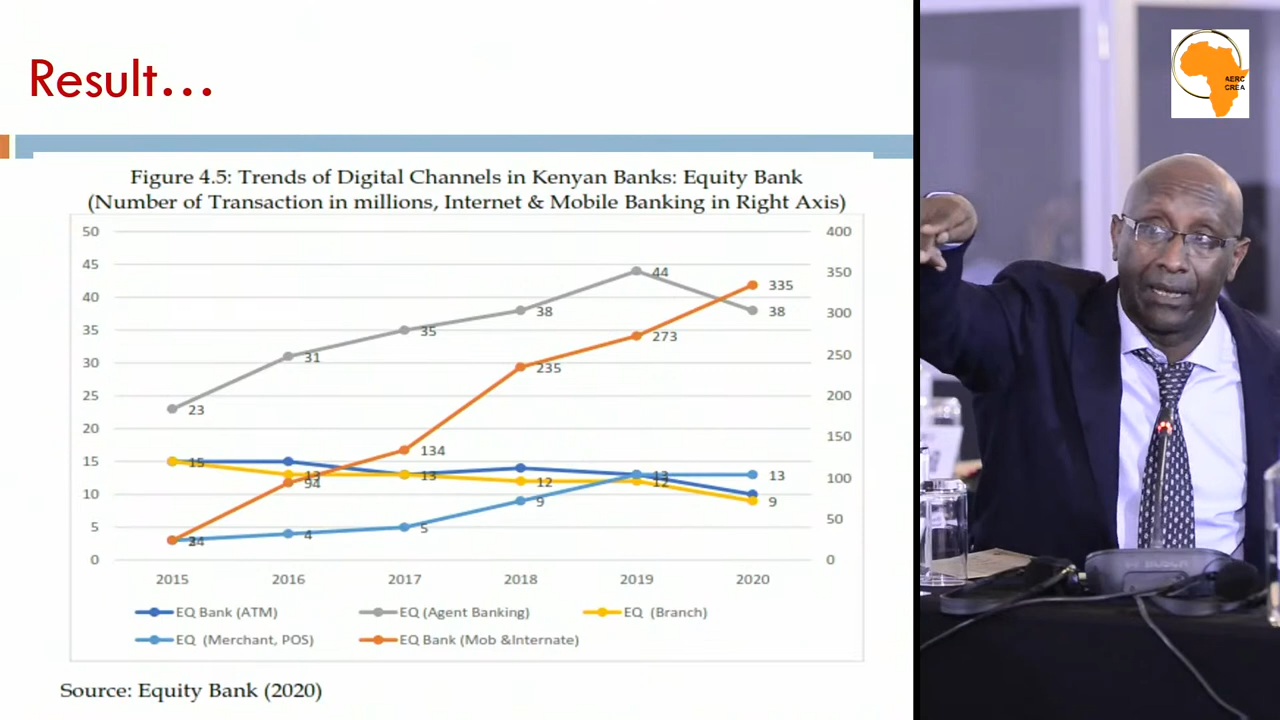 Result...
Figure 4.5: Trends of Digital Channels in Kenyan Banks: Equity Bank
(Number of Transaction in millions, Internet & Mobile Banking in Right Axis)
50 400
45 44 350
40 38 335 38 300
35 35 273 250
30 31 235
25 23 200
20 150
15 15 13 134 13 13 100
10 94 12 12 13 9
5 4 5 9 50
0 24 0
2015 2016 2017 2018 2019 2020
EQ Bank (ATM) EQ (Agent Banking) EQ (Branch)
EQ (Merchant, POS) EQ Bank (Mob &Internate)
Source: Equity Bank (2020)
AERC
CREA